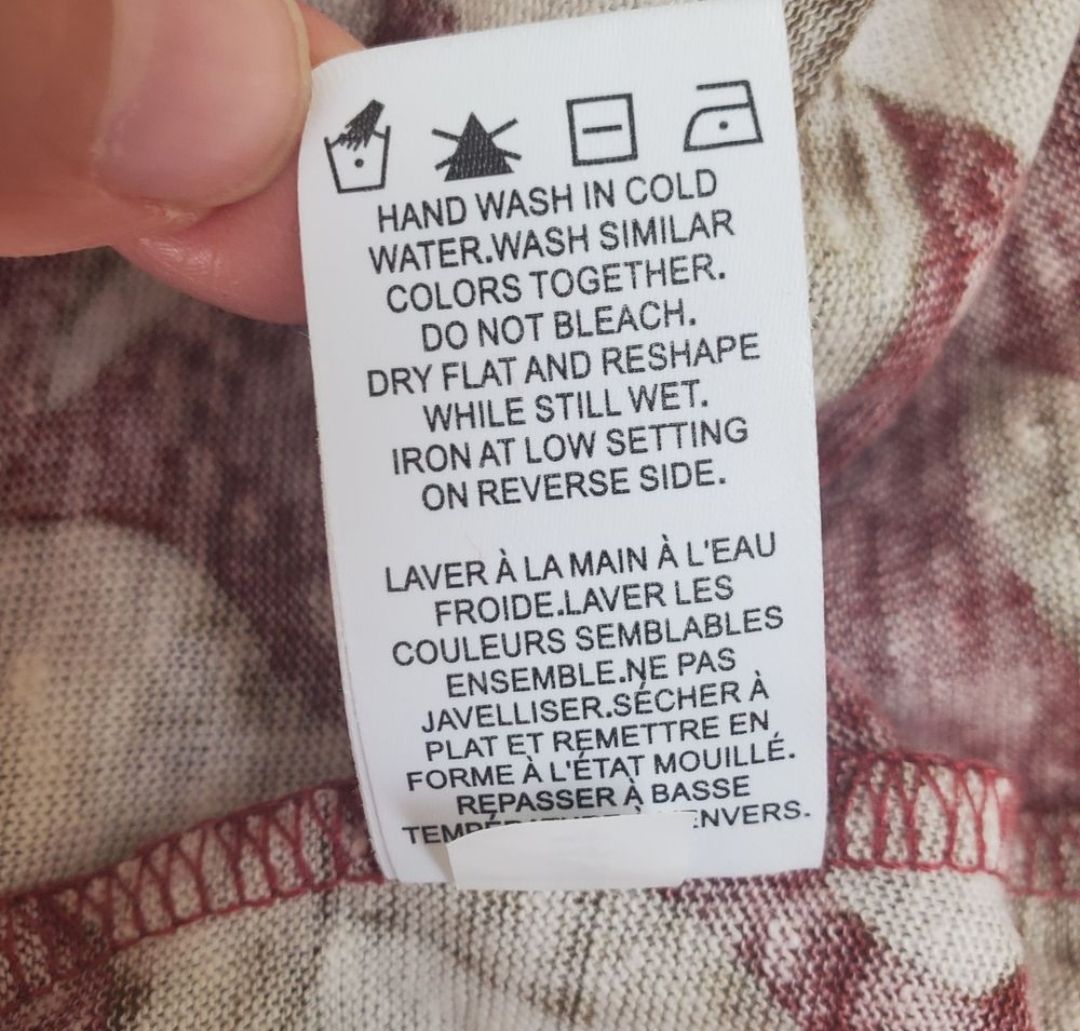 HAND WASH IN COLD
WATER.WASH SIMILAR
COLORS TOGETHER.
DO NOT BLEACH.
DRY FLAT AND RESHAPE
WHILE STILL WET.
IRON AT LOW SETTING
ON REVERSE SIDE.
LAVER À LA MAIN À L'EAU
FROIDE.LAVER LES
COULEURS SEMBLABLES
ENSEMBLE.NE PAS
JAVELLISER.SÉCHER À
PLAT ET REMETTRE EN
FORME À L'ÉTAT MOUILLÉ.
REPASSER À BASSE